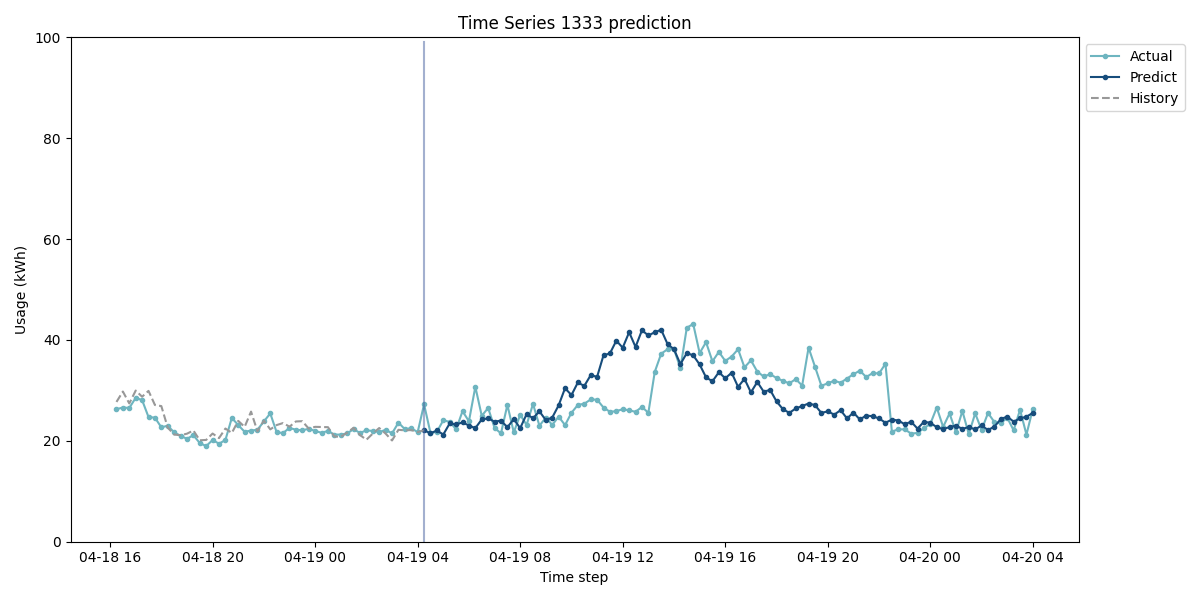 Time Series 1333 prediction
Usage (kWh)
100
80
60
40
20
0
04-18 16
04-18 20
04-19 00
04-19 04
04-19 08
04-19 12
04-19 16
04-19 20
04-20 00
04-20 04
Time step
Actual
Predict
History